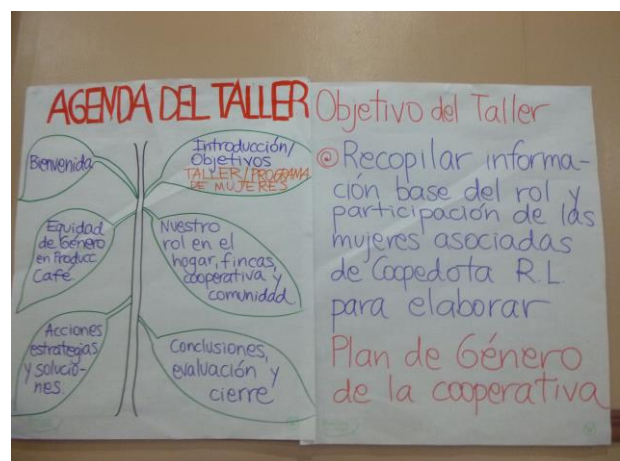 AGENDA DEL TALLER
Bienvenida
Introducción/
Objetivos
TALLER/PROGRAMA
DE MUJERES
Equidad
de Género
en Producc.
Café
Nuestro
rol en el
hogar, fincas,
cooperativa y
comunidad.
Acciones
estrategias
y solucio-
nes.
Conclusiones,
evaluación y
cierre
Objetivo del Taller
Recopilar informa-
ción base del rol y
participación de las
mujeres asociadas
de Coopedota R.L.
para elaborar
Plan de Género
de la cooperativa